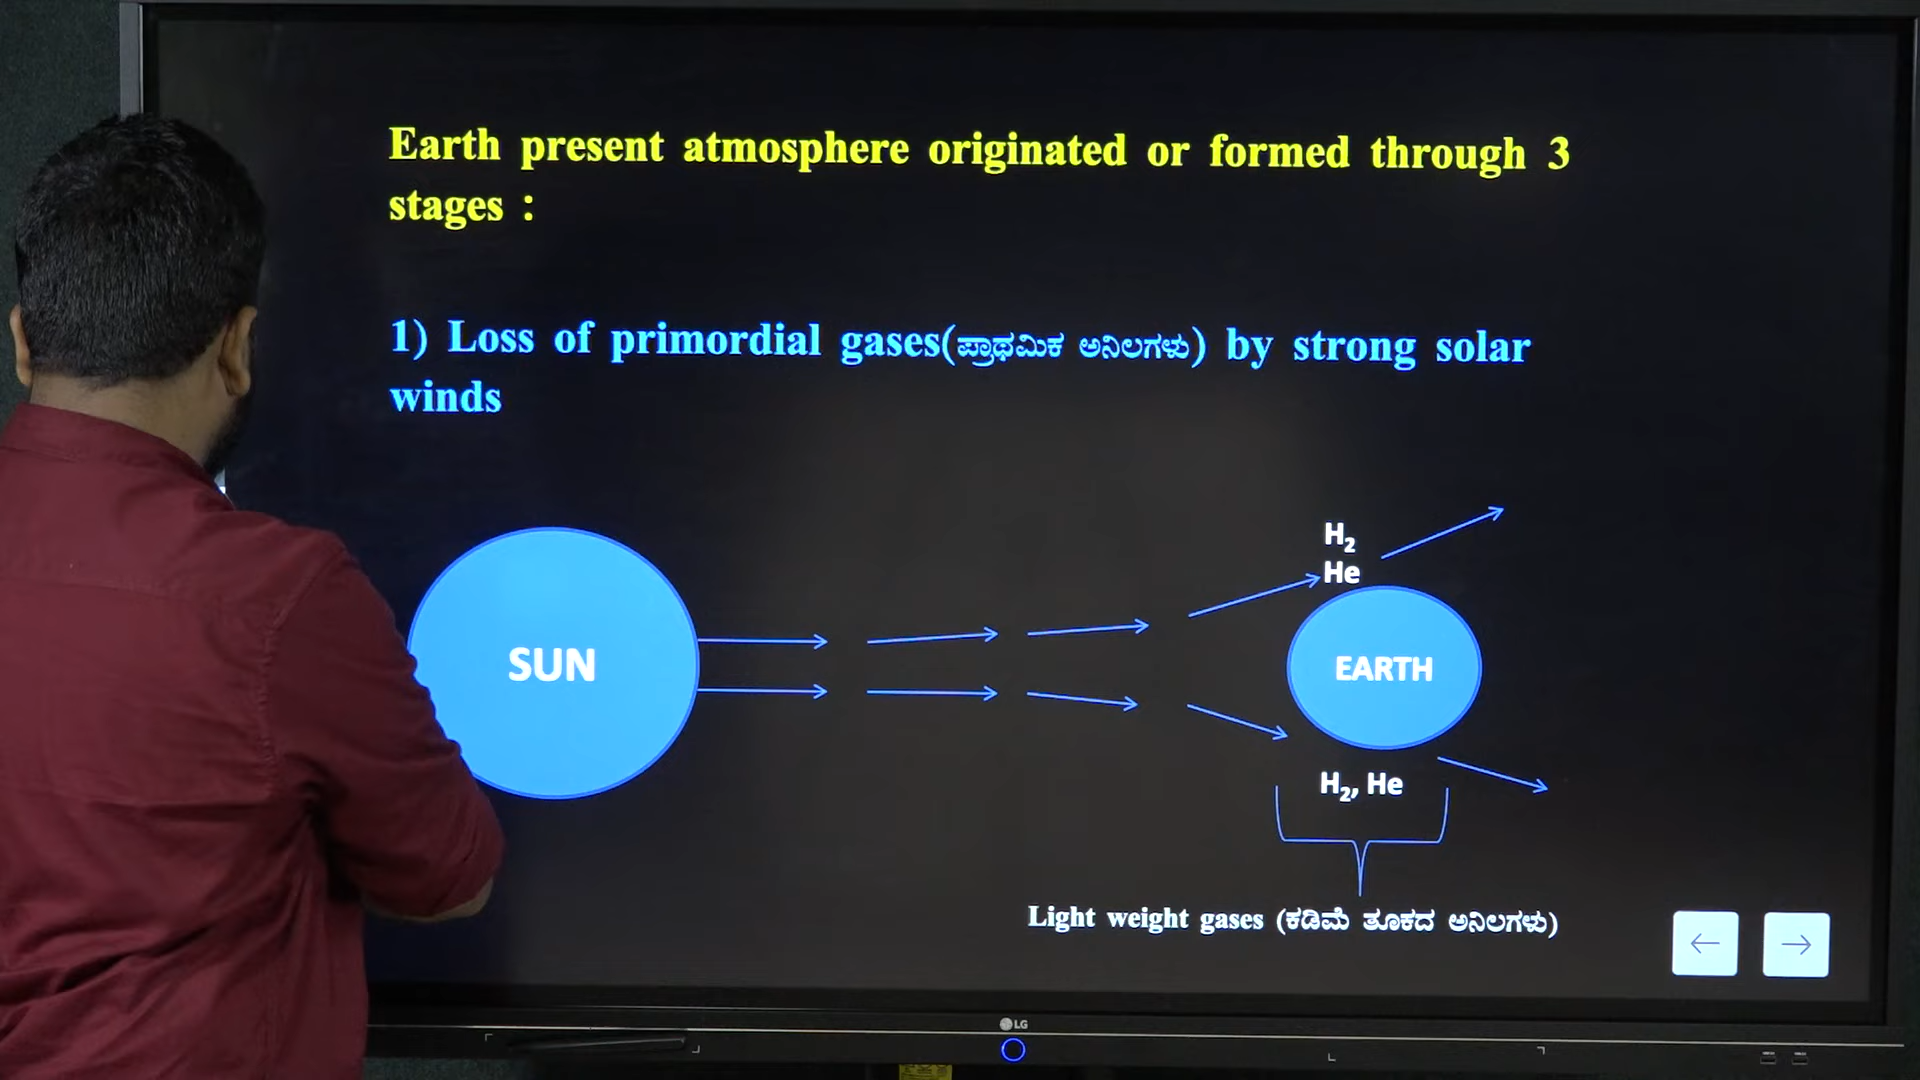 Earth present atmosphere originated or formed through 3
stages :
1) Loss of primordial gases(ಪ್ರಾಥಮಿಕ ಅನಿಲಗಳು) by strong solar
winds
H₂
He
SUN
EARTH
H₂, He
Light weight gases (ಕಡಿಮೆ ತೂಕದ ಅನಿಲಗಳು)
LG